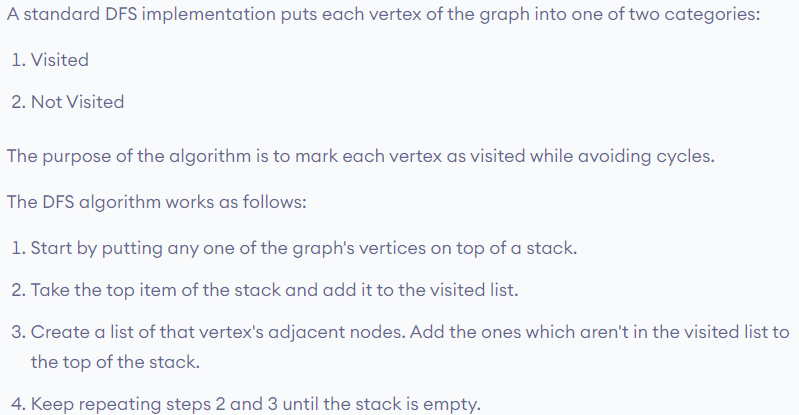 A standard DFS implementation puts each vertex of the graph into one of two categories:
1. Visited
2. Not Visited
The purpose of the algorithm is to mark each vertex as visited while avoiding cycles.
The DFS algorithm works as follows:
1. Start by putting any one of the graph's vertices on top of a stack.
2. Take the top item of the stack and add it to the visited list.
3. Create a list of that vertex's adjacent nodes. Add the ones which aren't in the visited list to
the top of the stack.
4. Keep repeating steps 2 and 3 until the stack is empty.